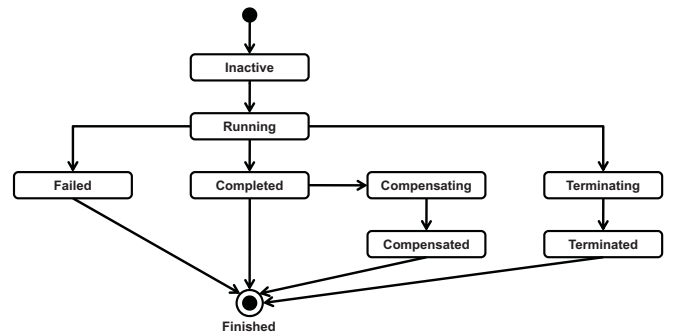 Inactive
Running
Failed
Completed
Compensating
Terminating
Compensated
Terminated
Finished